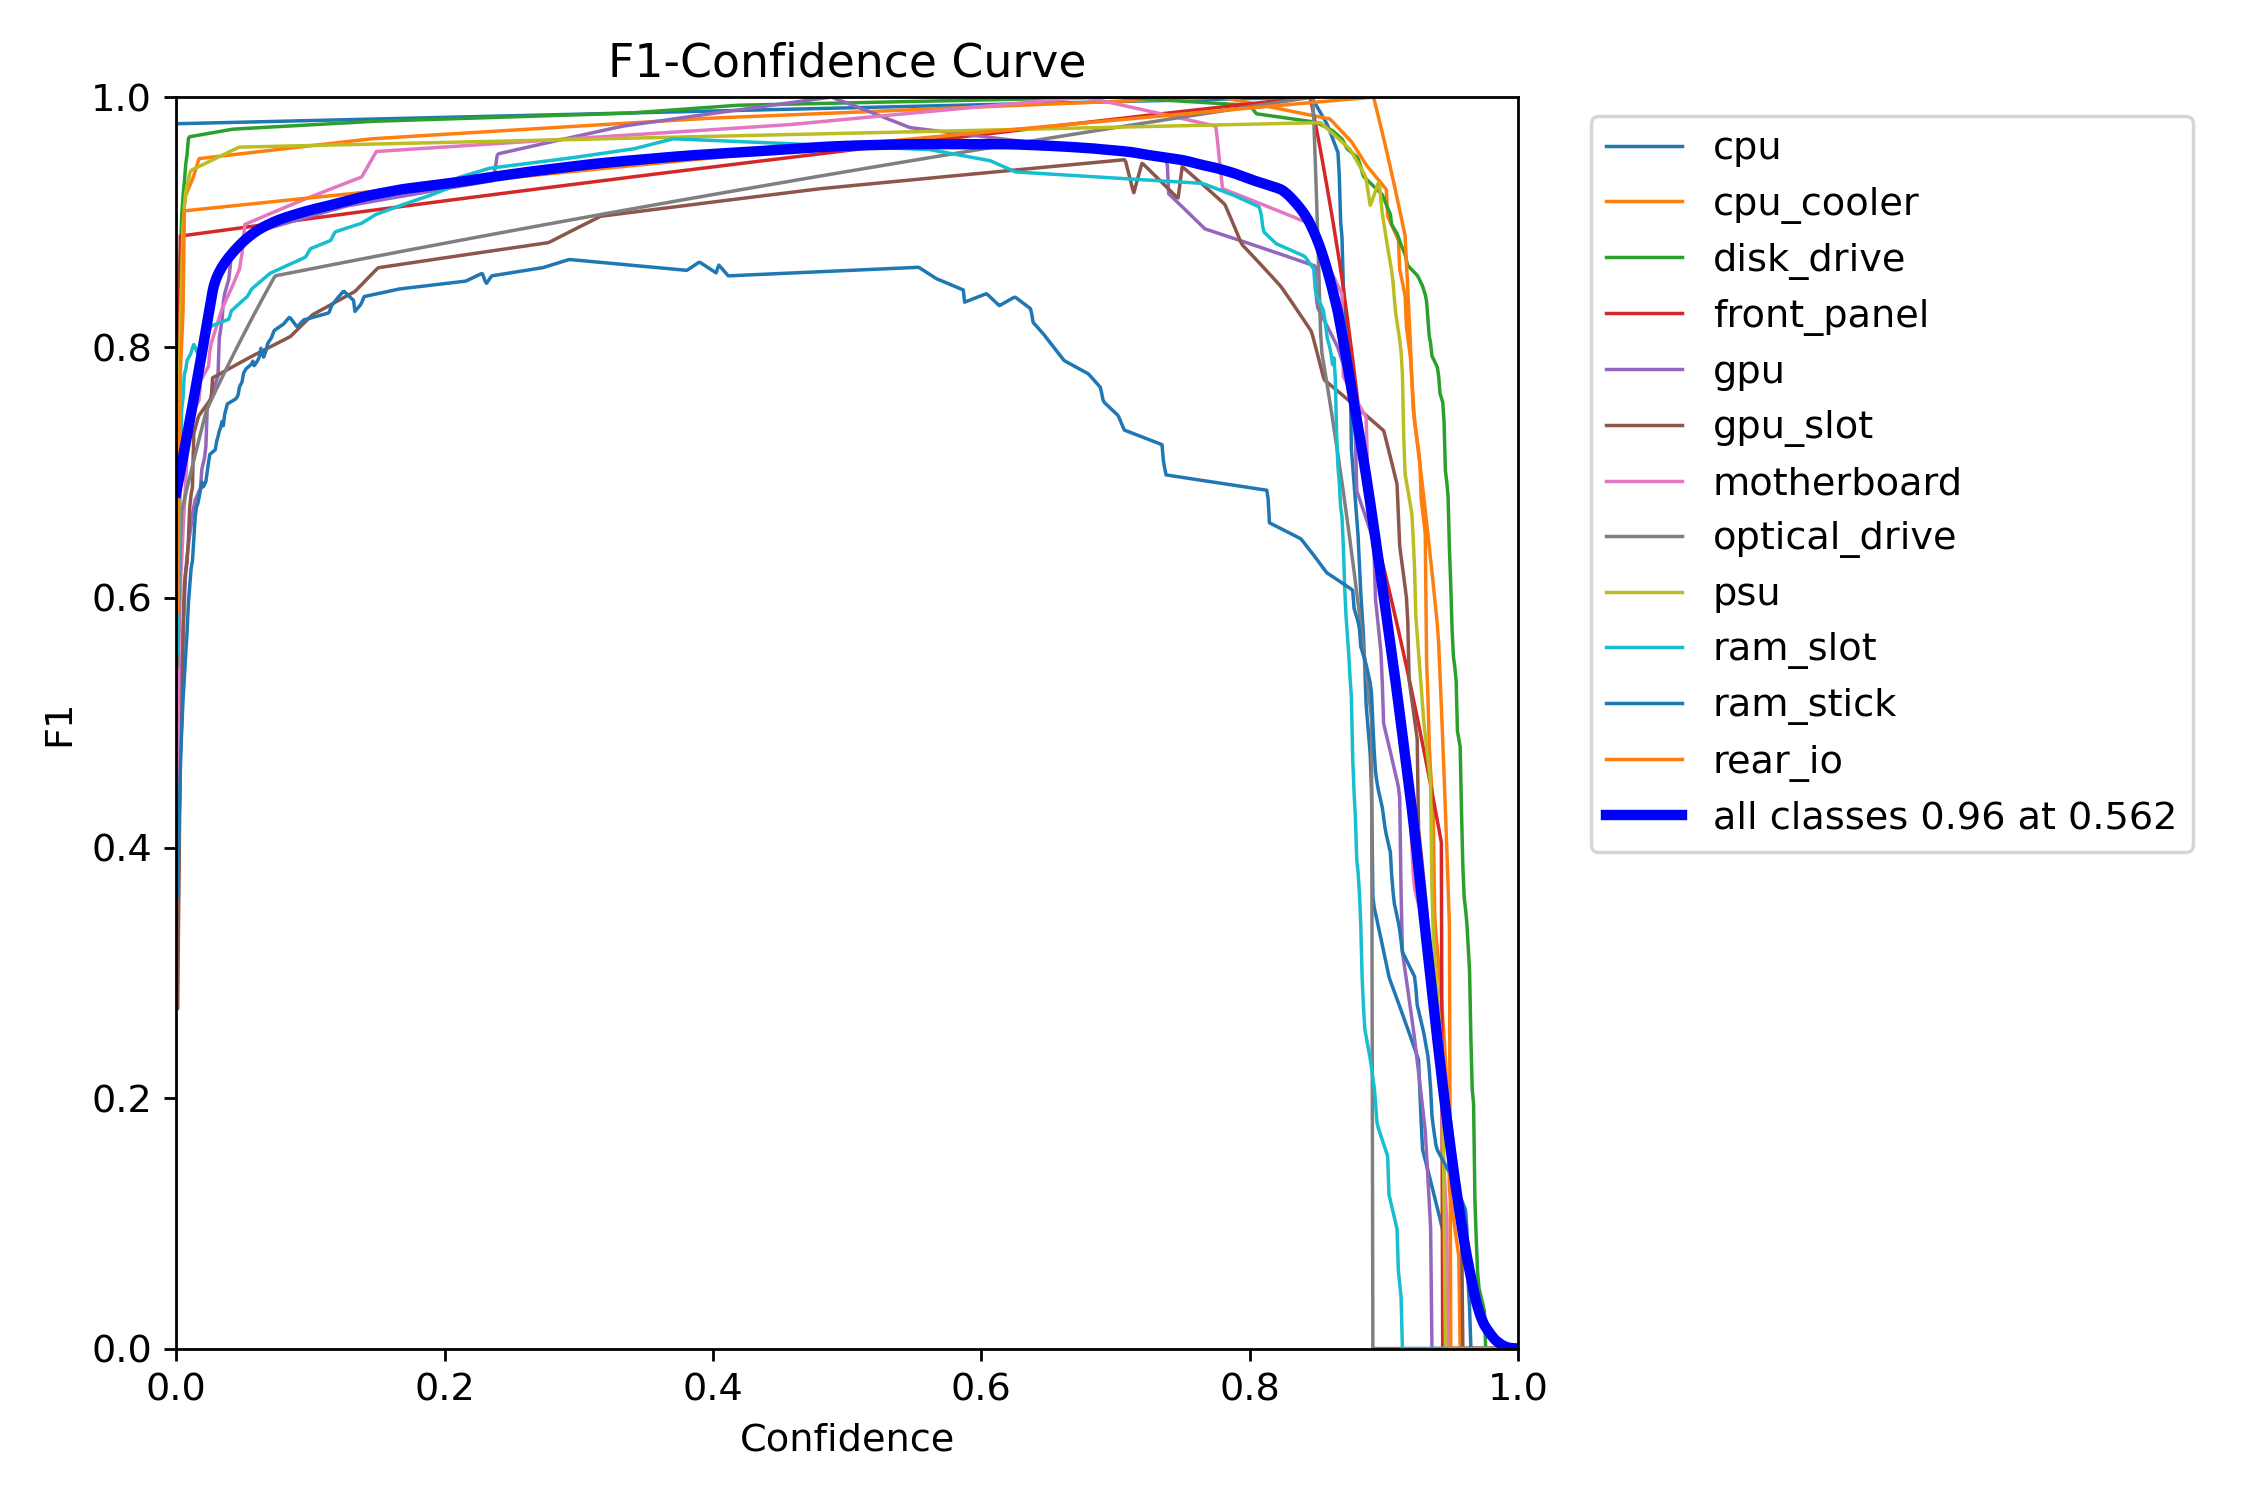 F1-Confidence Curve
1.0
0.8
0.6
0.4
0.2
0.0
F1
0.0 0.2 0.4 0.6 0.8 1.0
Confidence
cpu
cpu_cooler
disk_drive
front_panel
gpu
gpu_slot
motherboard
optical_drive
psu
ram_slot
ram_stick
rear_io
all classes 0.96 at 0.562